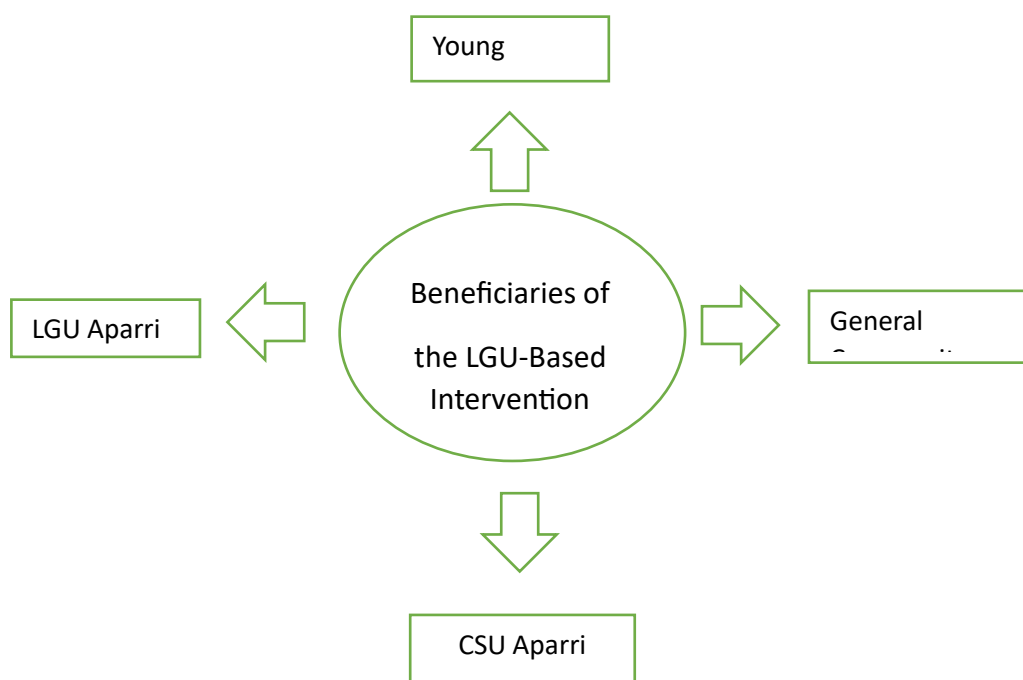 Young
Beneficiaries of
the LGU-Based
Intervention
LGU Aparri
General
CSU Aparri